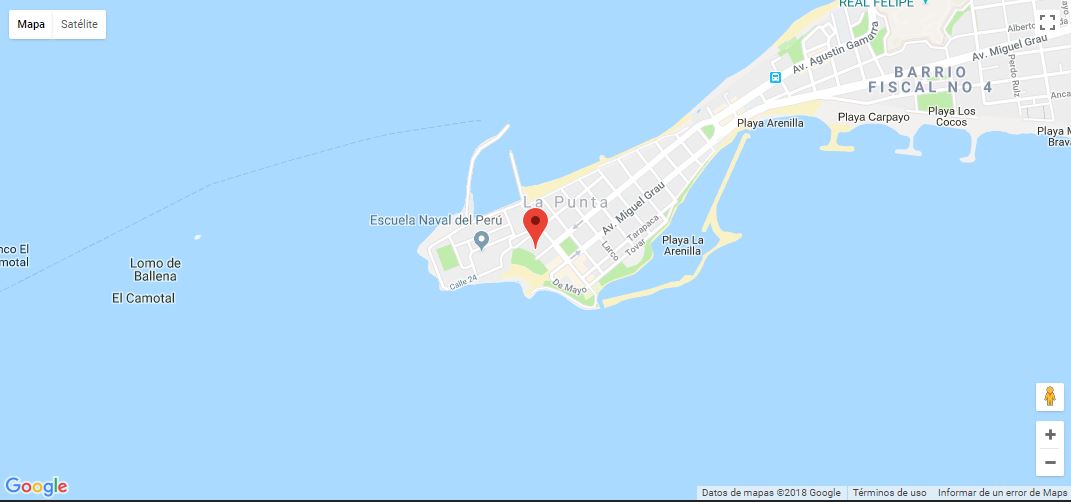 Mapa
Satélite
REAL FELIPE
Alberto
Av. Agustín Gamarra
Av. Miguel Grau
BARRIO
FISCAL NO 4
Perdo Ruiz
Anca
Playa Los
Cocos
Playa Carpayo
Playa Arenilla
Playa M
Brava
La Punta
Escuela Naval del Perú
Av. Miguel Grau
Tarapaca
Tovar
Larco
Playa La
Arenilla
nco El
motal
Lomo de
Ballena
El Camotal
Calle 24
De Mayo
Google
Datos de mapas ©2018 Google
Términos de uso
Informar de un error de Maps